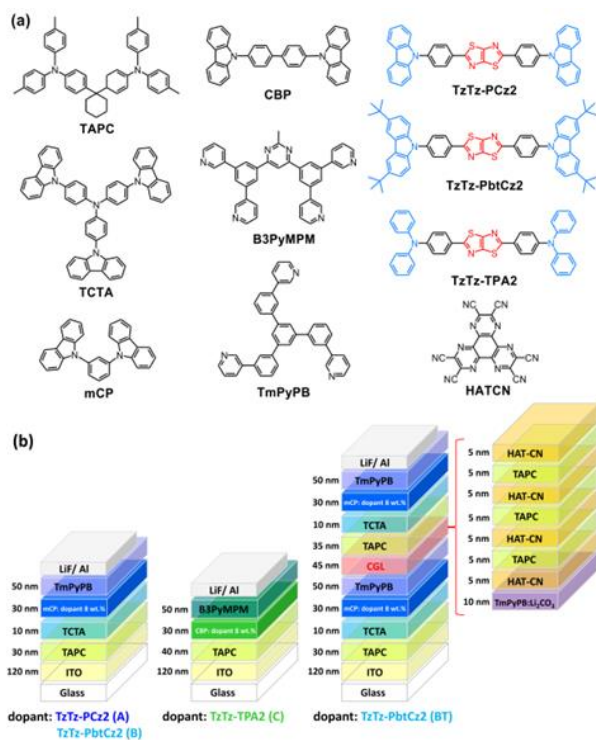 (a)
TAPC
CBP
TzTz-PCz2
TCTA
B3PyMPM
TzTz-PbtCz2
TzTz-TPA2
mCP
TmPyPB
HATCN
(b)
LiF/ Al
50 nm TmPyPB
30 nm mCP: dopant 8 wt.%
10 nm TCTA
30 nm TAPC
120 nm ITO
Glass
dopant: TzTz-PCz2 (A)
TzTz-PbtCz2 (B)
LiF/ Al
50 nm B3PyMPM
30 nm CBP: dopant 8 wt.%
40 nm TAPC
120 nm ITO
Glass
dopant: TzTz-TPA2 (C)
LiF/ Al
50 nm TmPyPB
30 nm mCP: dopant 8 wt.%
10 nm TCTA
35 nm TAPC
45 nm CGL
50 nm TmPyPB
30 nm mCP: dopant 8 wt.%
10 nm TCTA
30 nm TAPC
120 nm ITO
Glass
dopant: TzTz-PbtCz2 (BT)
5 nm HAT-CN
5 nm TAPC
5 nm HAT-CN
5 nm TAPC
5 nm HAT-CN
5 nm TAPC
5 nm HAT-CN
10 nm TmPyPB:Li₂CO₃